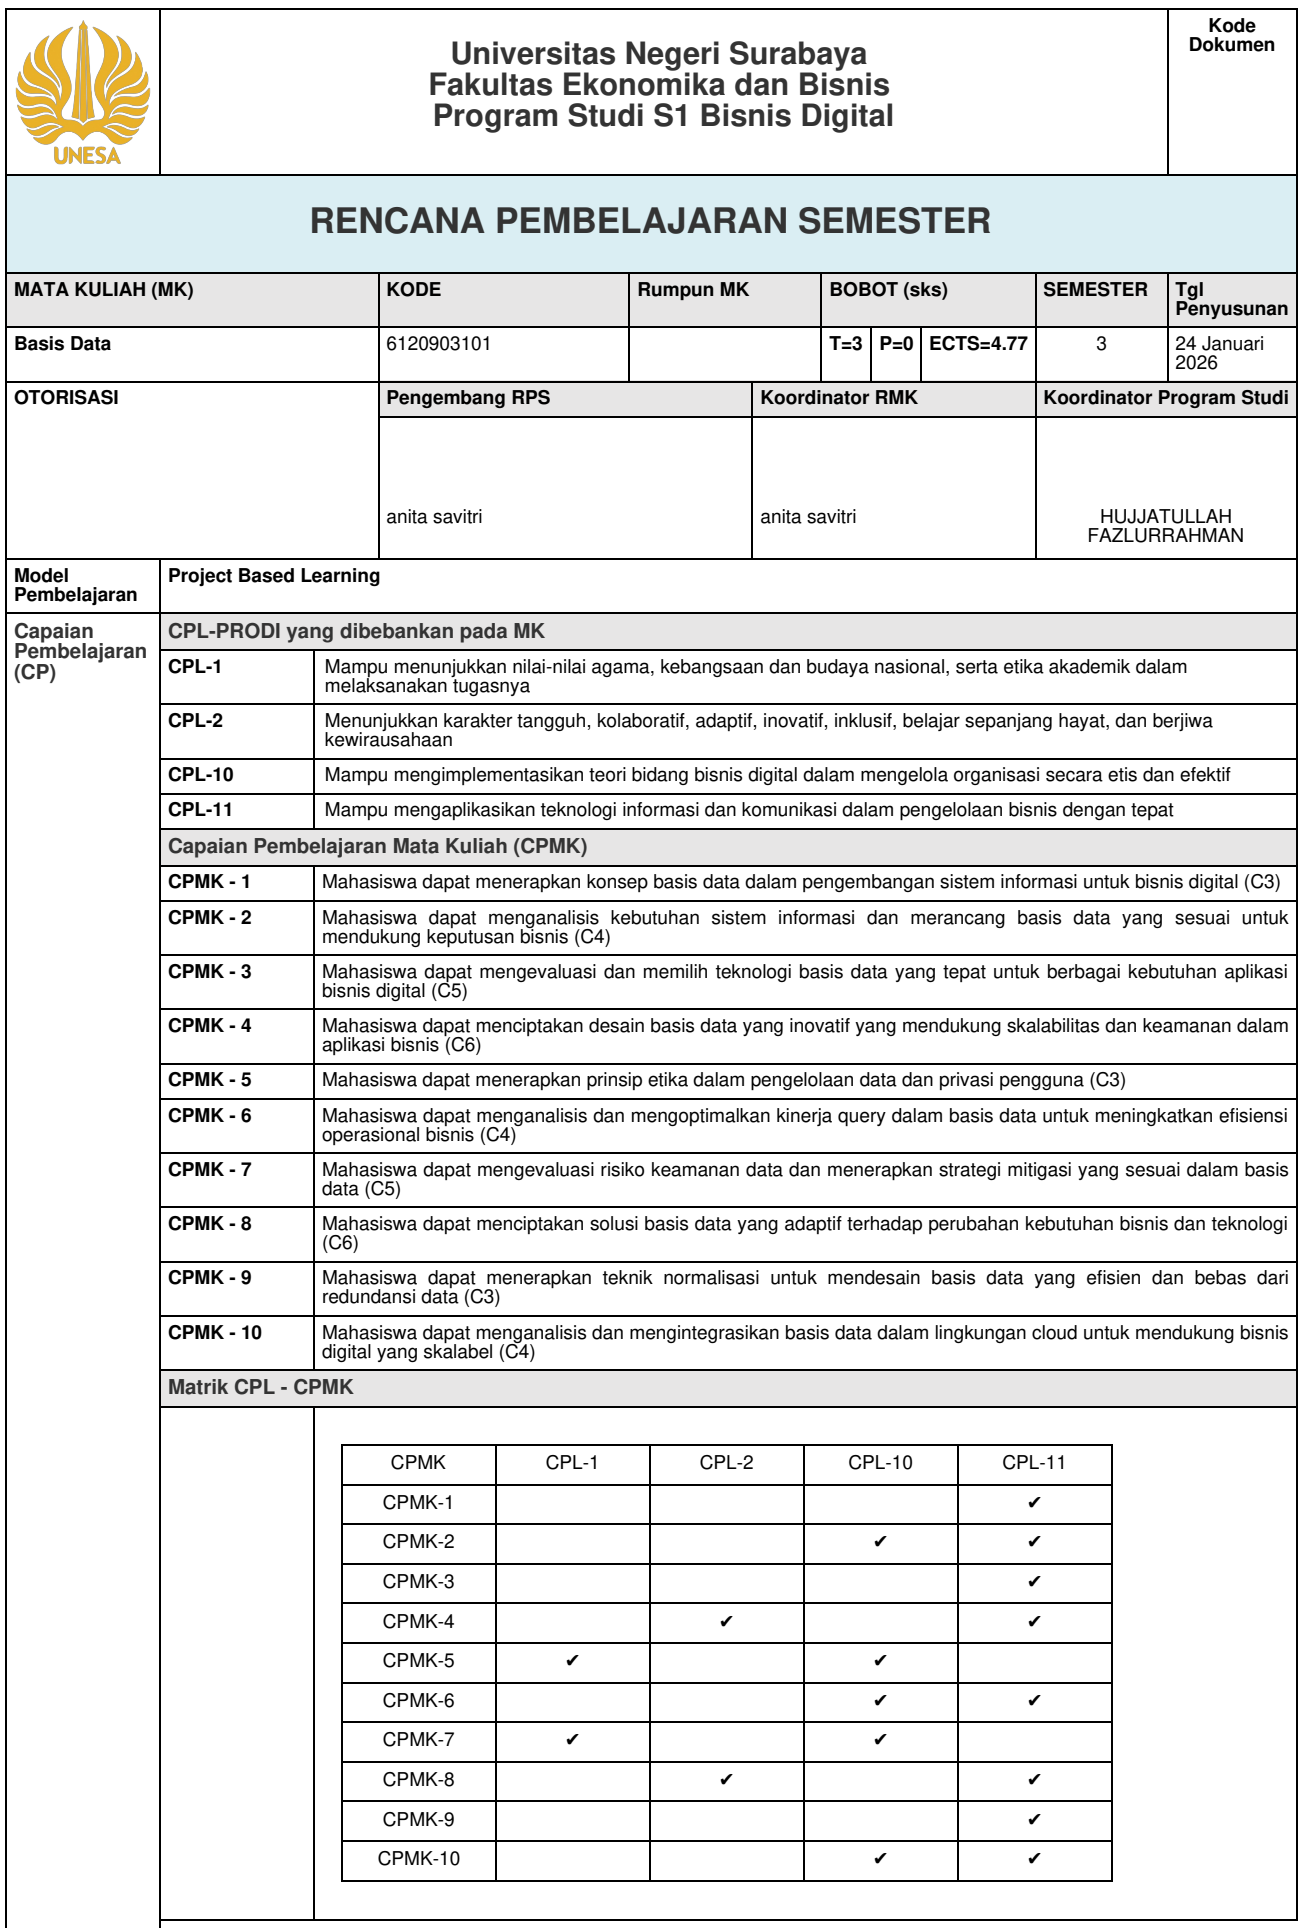 UNESA
Universitas Negeri Surabaya
Fakultas Ekonomika dan Bisnis
Program Studi S1 Bisnis Digital
Kode
Dokumen
RENCANA PEMBELAJARAN SEMESTER
MATA KULIAH (MK) KODE Rumpun MK BOBOT (sks) SEMESTER Tgl
Penyusunan
Basis Data 6120903101 T=3 P=0 ECTS=4.77 3 24 Januari
2026
OTORISASI Pengembang RPS Koordinator RMK Koordinator Program Studi
anita savitri anita savitri HUJJATULLAH
FAZLURRAHMAN
Model
Pembelajaran
Project Based Learning
Capaian
Pembelajaran
(CP)
CPL-PRODI yang dibebankan pada MK
CPL-1 Mampu menunjukkan nilai-nilai agama, kebangsaan dan budaya nasional, serta etika akademik dalam
melaksanakan tugasnya
CPL-2 Menunjukkan karakter tangguh, kolaboratif, adaptif, inovatif, inklusif, belajar sepanjang hayat, dan berjiwa
kewirausahaan
CPL-10 Mampu mengimplementasikan teori bidang bisnis digital dalam mengelola organisasi secara etis dan efektif
CPL-11 Mampu mengaplikasikan teknologi informasi dan komunikasi dalam pengelolaan bisnis dengan tepat
Capaian Pembelajaran Mata Kuliah (CPMK)
CPMK - 1 Mahasiswa dapat menerapkan konsep basis data dalam pengembangan sistem informasi untuk bisnis digital (C3)
CPMK - 2 Mahasiswa dapat menganalisis kebutuhan sistem informasi dan merancang basis data yang sesuai untuk
mendukung keputusan bisnis (C4)
CPMK - 3 Mahasiswa dapat mengevaluasi dan memilih teknologi basis data yang tepat untuk berbagai kebutuhan aplikasi
bisnis digital (C5)
CPMK - 4 Mahasiswa dapat menciptakan desain basis data yang inovatif yang mendukung skalabilitas dan keamanan dalam
aplikasi bisnis (C6)
CPMK - 5 Mahasiswa dapat menerapkan prinsip etika dalam pengelolaan data dan privasi pengguna (C3)
CPMK - 6 Mahasiswa dapat menganalisis dan mengoptimalkan kinerja query dalam basis data untuk meningkatkan efisiensi
operasional bisnis (C4)
CPMK - 7 Mahasiswa dapat mengevaluasi risiko keamanan data dan menerapkan strategi mitigasi yang sesuai dalam basis
data (C5)
CPMK - 8 Mahasiswa dapat menciptakan solusi basis data yang adaptif terhadap perubahan kebutuhan bisnis dan teknologi
(C6)
CPMK - 9 Mahasiswa dapat menerapkan teknik normalisasi untuk mendesain basis data yang efisien dan bebas dari
redundansi data (C3)
CPMK - 10 Mahasiswa dapat menganalisis dan mengintegrasikan basis data dalam lingkungan cloud untuk mendukung bisnis
digital yang skalabel (C4)
Matrik CPL - CPMK
CPMK CPL-1 CPL-2 CPL-10 CPL-11
CPMK-1 ✔
CPMK-2 ✔ ✔
CPMK-3 ✔
CPMK-4 ✔ ✔
CPMK-5 ✔ ✔
CPMK-6 ✔ ✔
CPMK-7 ✔ ✔
CPMK-8 ✔ ✔
CPMK-9 ✔
CPMK-10 ✔ ✔